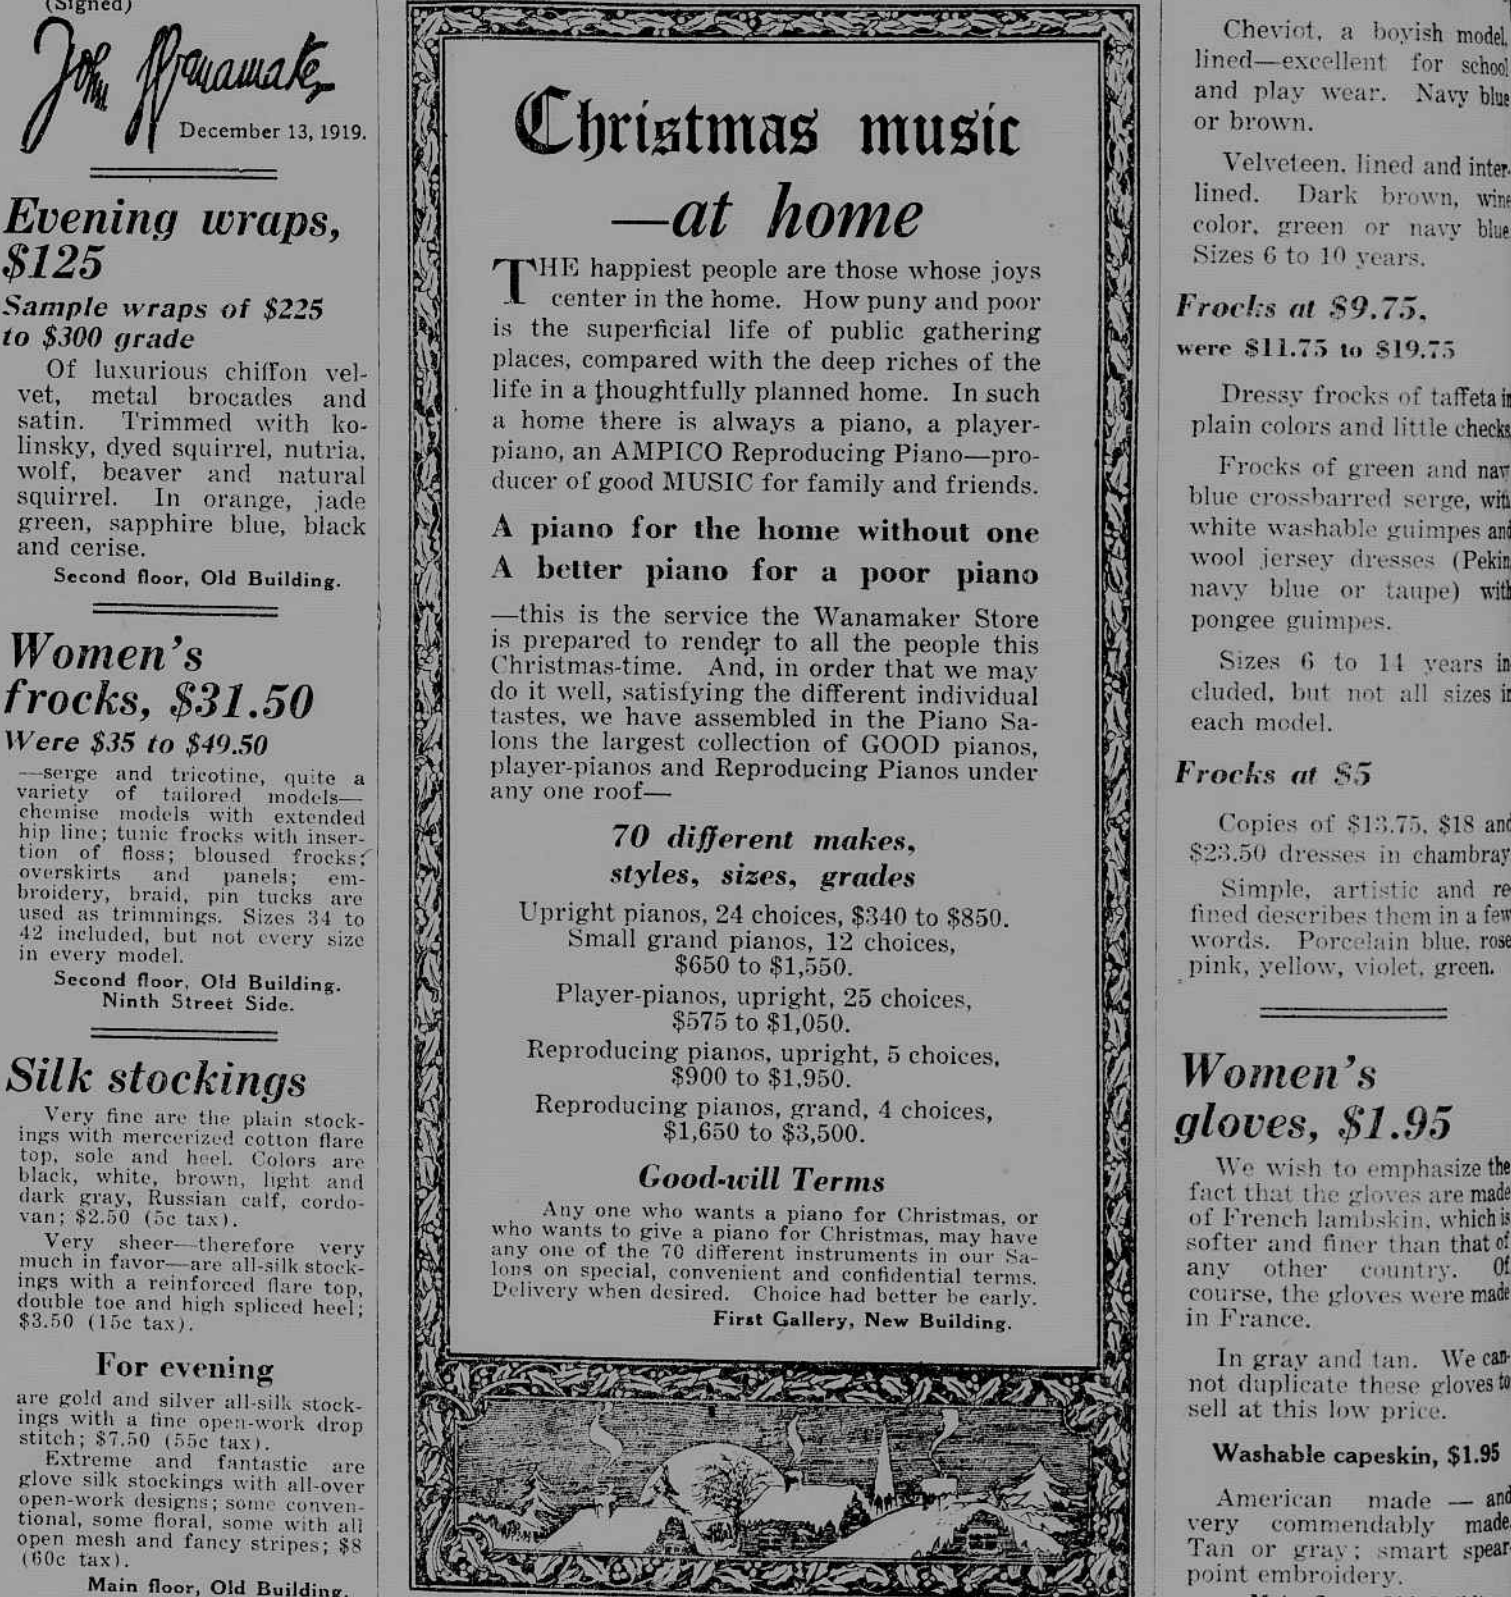 (Signed)
John Wanamaker
December 13, 1919.
Evening wraps,
$125
Sample wraps of $225
to $300 grade
Of luxurious chiffon vel-
vet, metal brocades and
satin. Trimmed with ko-
linsky, dyed squirrel, nutria,
wolf, beaver and natural
squirrel. In orange, jade
green, sapphire blue, black
and cerise.
Second floor, Old Building.
Women's
frocks, $31.50
Were $35 to $49.50
—serge and tricotine, quite a
variety of tailored models—
chemise models with extended
hip line; tunic frocks with inser-
tion of floss; bloused frocks;
overskirts and panels; em-
broidery, braid, pin tucks are
used as trimmings. Sizes 34 to
42 included, but not every size
in every model.
Second floor, Old Building.
Ninth Street Side.
Silk stockings
Very fine are the plain stock-
ings with mercerized cotton flare
top, sole and heel. Colors are
black, white, brown, light and
dark gray, Russian calf, cordo-
van; $2.50 (5c tax).
Very sheer—therefore very
much in favor—are all-silk stock-
ings with a reinforced flare top,
double toe and high spliced heel;
$3.50 (15c tax).
For evening
are gold and silver all-silk stock-
ings with a fine open-work drop
stitch; $7.50 (55c tax).
Extreme and fantastic are
glove silk stockings with all-over
open-work designs; some conven-
tional, some floral, some with all
open mesh and fancy stripes; $8
(60c tax).
Main floor, Old Building.
Christmas music
—at home
THE happiest people are those whose joys
center in the home. How puny and poor
is the superficial life of public gathering
places, compared with the deep riches of the
life in a thoughtfully planned home. In such
a home there is always a piano, a player-
piano, an AMPICO Reproducing Piano—pro-
ducer of good MUSIC for family and friends.
A piano for the home without one
A better piano for a poor piano
—this is the service the Wanamaker Store
is prepared to render to all the people this
Christmas-time. And, in order that we may
do it well, satisfying the different individual
tastes, we have assembled in the Piano Sa-
lons the largest collection of GOOD pianos,
player-pianos and Reproducing Pianos under
any one roof—
70 different makes,
styles, sizes, grades
Upright pianos, 24 choices, $340 to $850.
Small grand pianos, 12 choices,
$650 to $1,550.
Player-pianos, upright, 25 choices,
$575 to $1,050.
Reproducing pianos, upright, 5 choices,
$900 to $1,950.
Reproducing pianos, grand, 4 choices,
$1,650 to $3,500.
Good-will Terms
Any one who wants a piano for Christmas, or
who wants to give a piano for Christmas, may have
any one of the 70 different instruments in our Sa-
lons on special, convenient and confidential terms.
Delivery when desired. Choice had better be early.
First Gallery, New Building.
Cheviot, a boyish model,
lined—excellent for school
and play wear. Navy blue
or brown.
Velveteen, lined and inter-
lined. Dark brown, wine
color, green or navy blue.
Sizes 6 to 10 years.
Frocks at $9.75,
were $11.75 to $19.75
Dressy frocks of taffeta in
plain colors and little checks.
Frocks of green and navy
blue crossbarred serge, with
white washable guimpes and
wool jersey dresses (Pekin,
navy blue or taupe) with
pongee guimpes.
Sizes 6 to 14 years in
cluded, but not all sizes in
each model.
Frocks at $5
Copies of $13.75, $18 and
$23.50 dresses in chambray
Simple, artistic and re
fined describes them in a few
words. Porcelain blue, rose
pink, yellow, violet, green.
Women's
gloves, $1.95
We wish to emphasize the
fact that the gloves are made
of French lambskin, which is
softer and finer than that of
any other country. Of
course, the gloves were made
in France.
In gray and tan. We can-
not duplicate these gloves to
sell at this low price.
Washable capeskin, $1.95
American made — and
very commendably made.
Tan or gray; smart spear-
point embroidery.